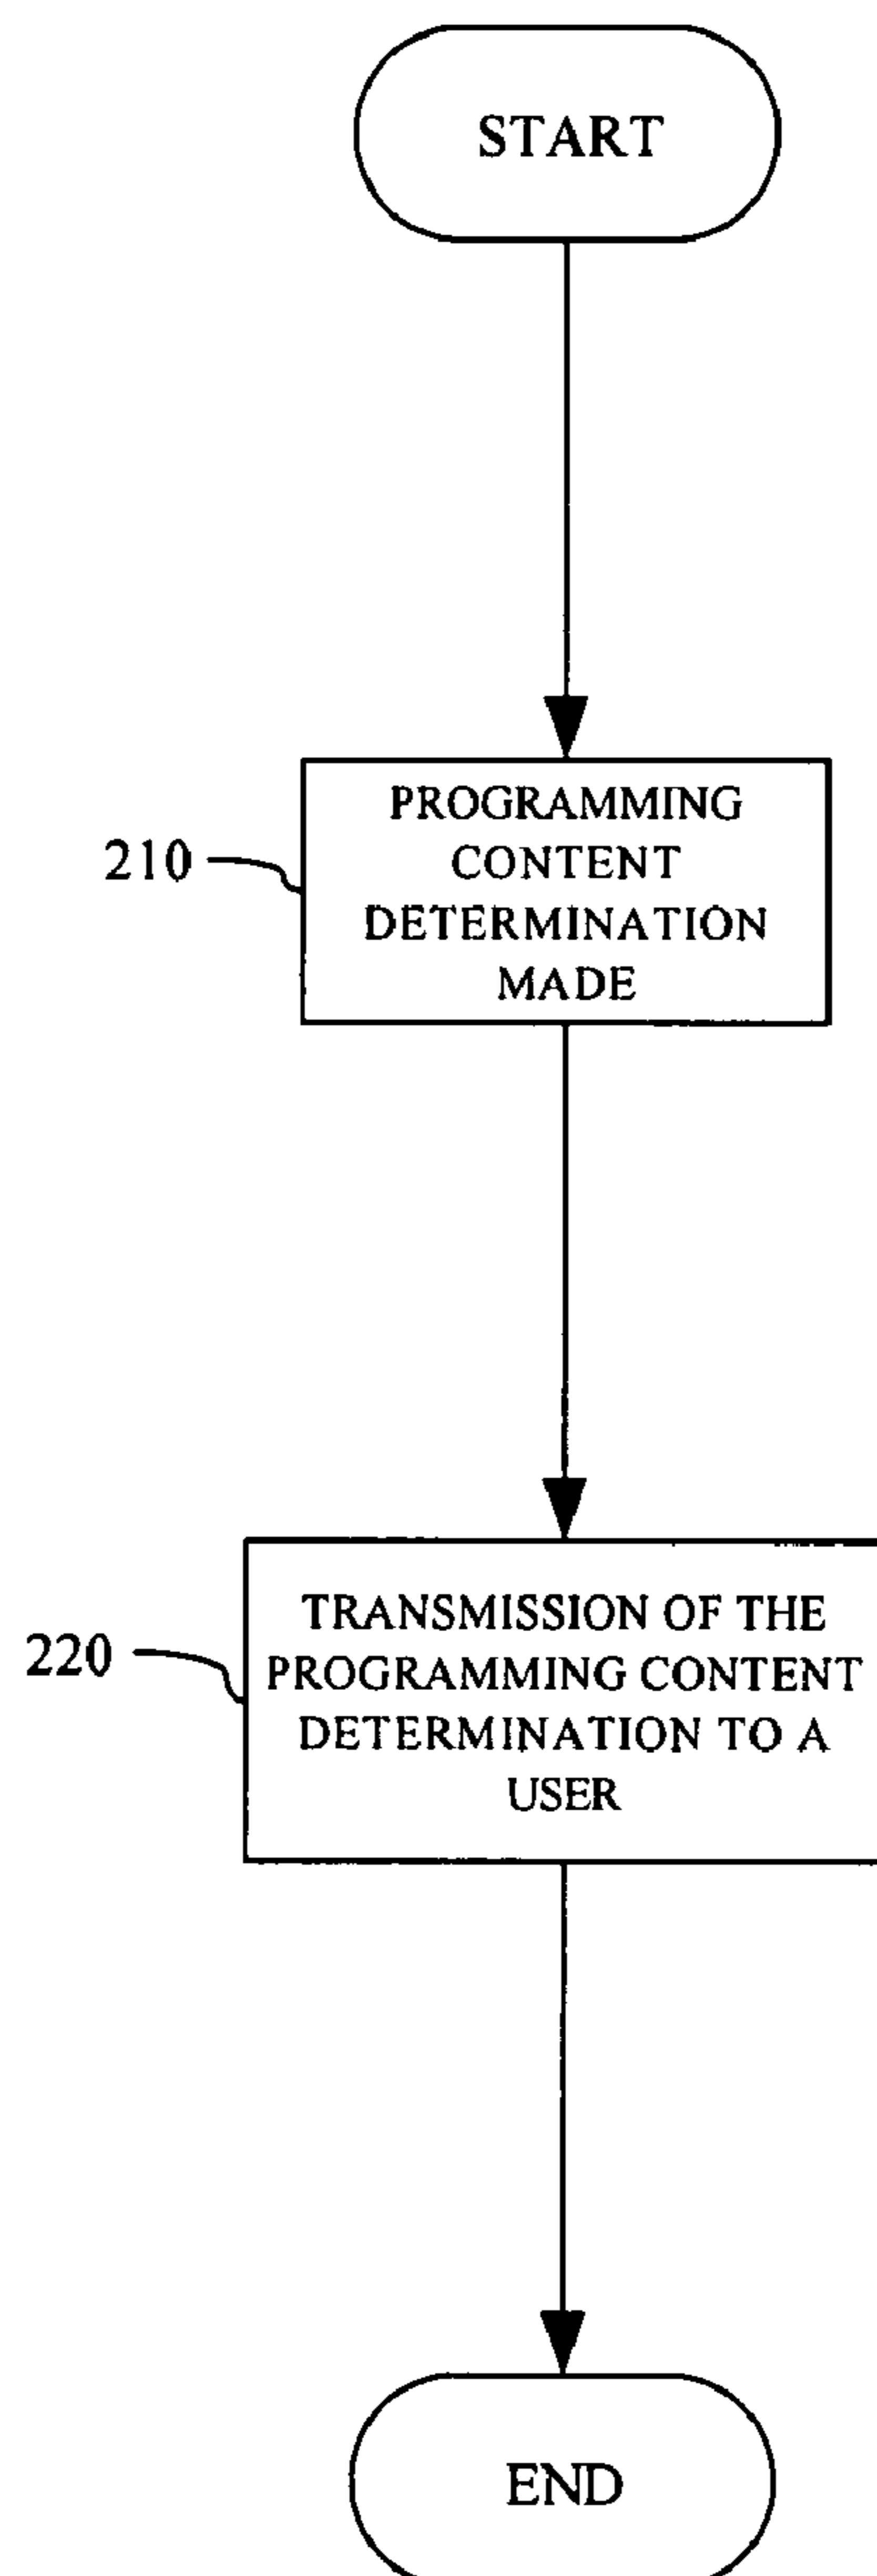 START
210
PROGRAMMING
CONTENT
DETERMINATION
MADE
220
TRANSMISSION OF THE
PROGRAMMING CONTENT
DETERMINATION TO A
USER
END